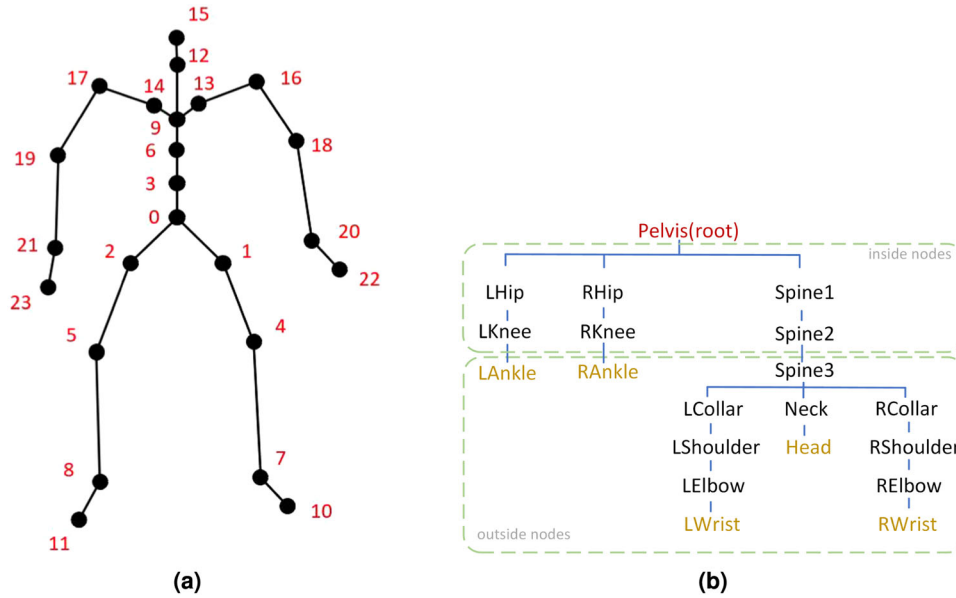 15
12
17
14
13
16
9
19
6
18
3
0
21
2
1
20
23
22
5
4
8
7
11
10
(a)
Pelvis(root)
inside nodes
LHip RHip Spine1
LKnee RKnee Spine2
LAnkle RAnkle Spine3
LCollar Neck RCollar
LShoulder Head RShoulder
LElbow RElbow
LWrist RWrist
outside nodes
(b)